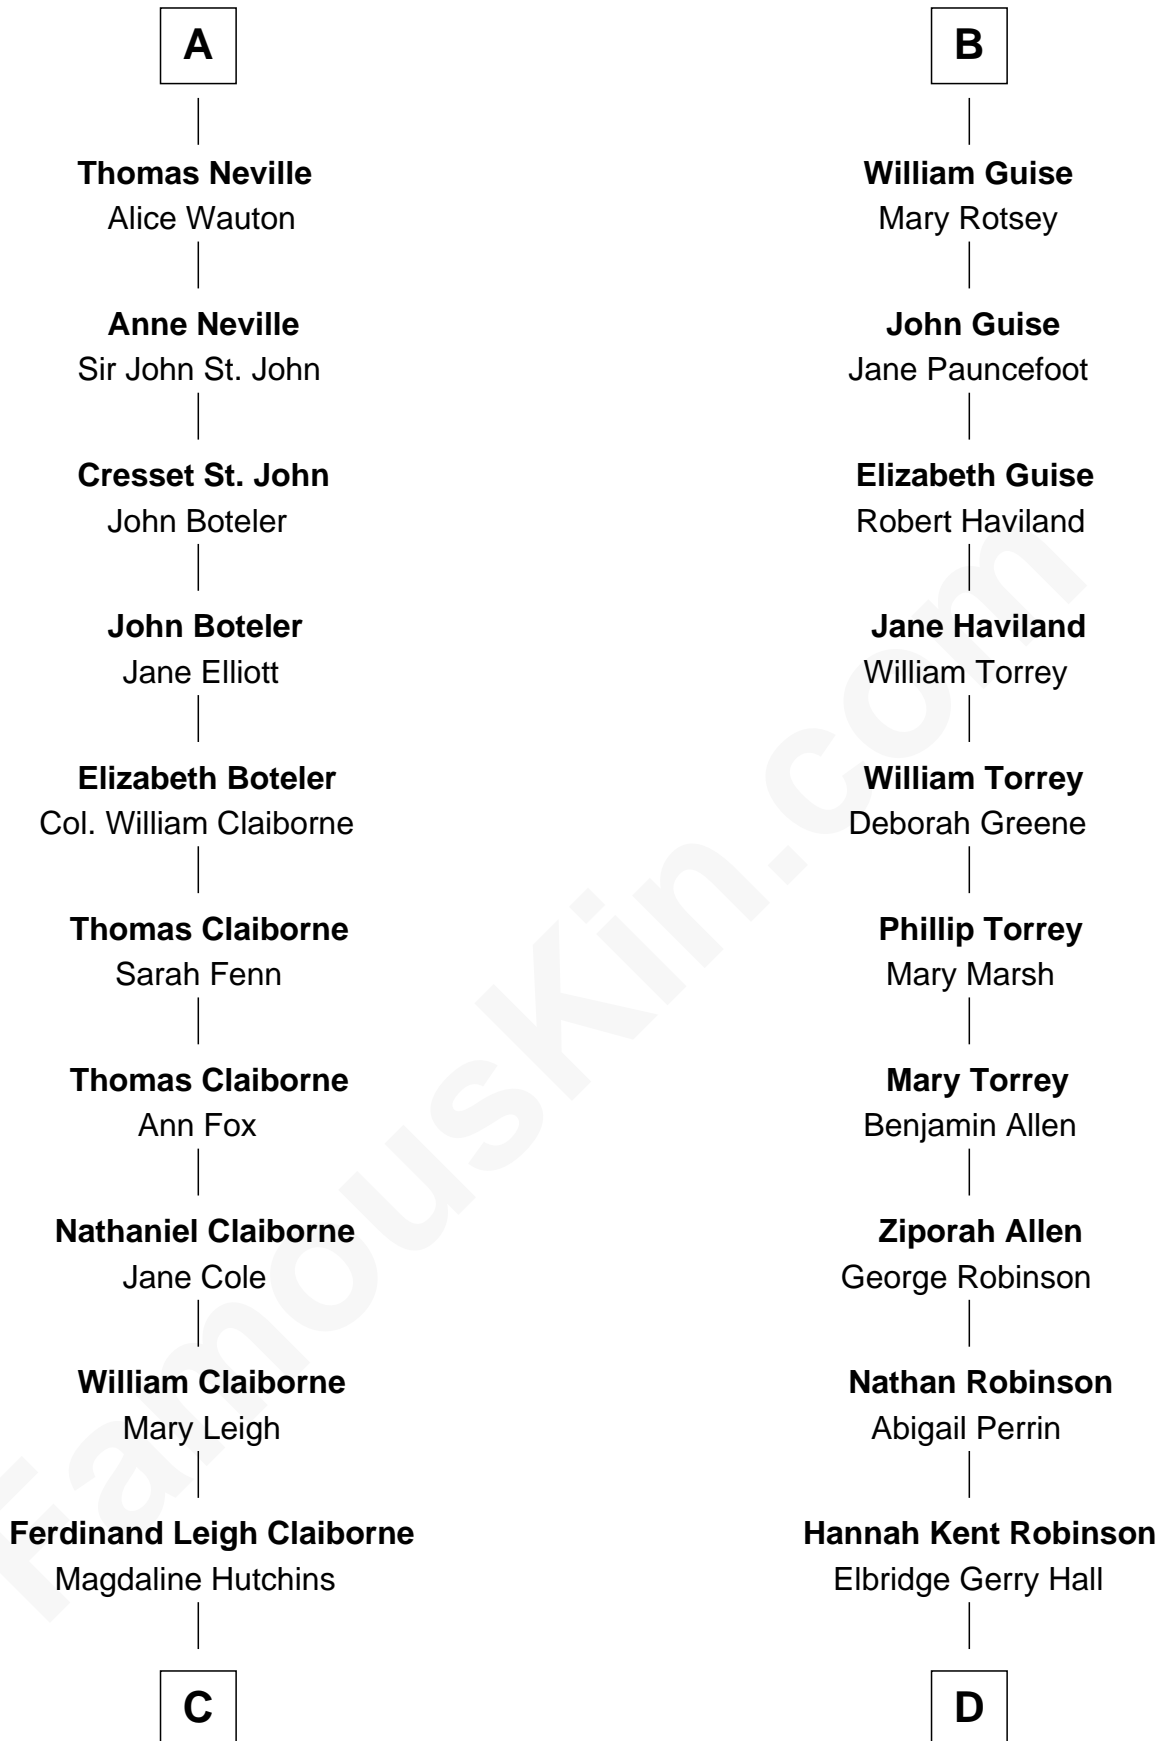 A
Thomas Neville
Alice Wauton
Anne Neville
Sir John St. John
Cresset St. John
John Boteler
John Boteler
Jane Elliott
Elizabeth Boteler
Col. William Claiborne
Thomas Claiborne
Sarah Fenn
Thomas Claiborne
Ann Fox
Nathaniel Claiborne
Jane Cole
William Claiborne
Mary Leigh
Ferdinand Leigh Claiborne
Magdaline Hutchins
C
B
William Guise
Mary Rotsey
John Guise
Jane Pauncefoot
Elizabeth Guise
Robert Haviland
Jane Haviland
William Torrey
William Torrey
Deborah Greene
Phillip Torrey
Mary Marsh
Mary Torrey
Benjamin Allen
Ziporah Allen
George Robinson
Nathan Robinson
Abigail Perrin
Hannah Kent Robinson
Elbridge Gerry Hall
D
FamousKin.com